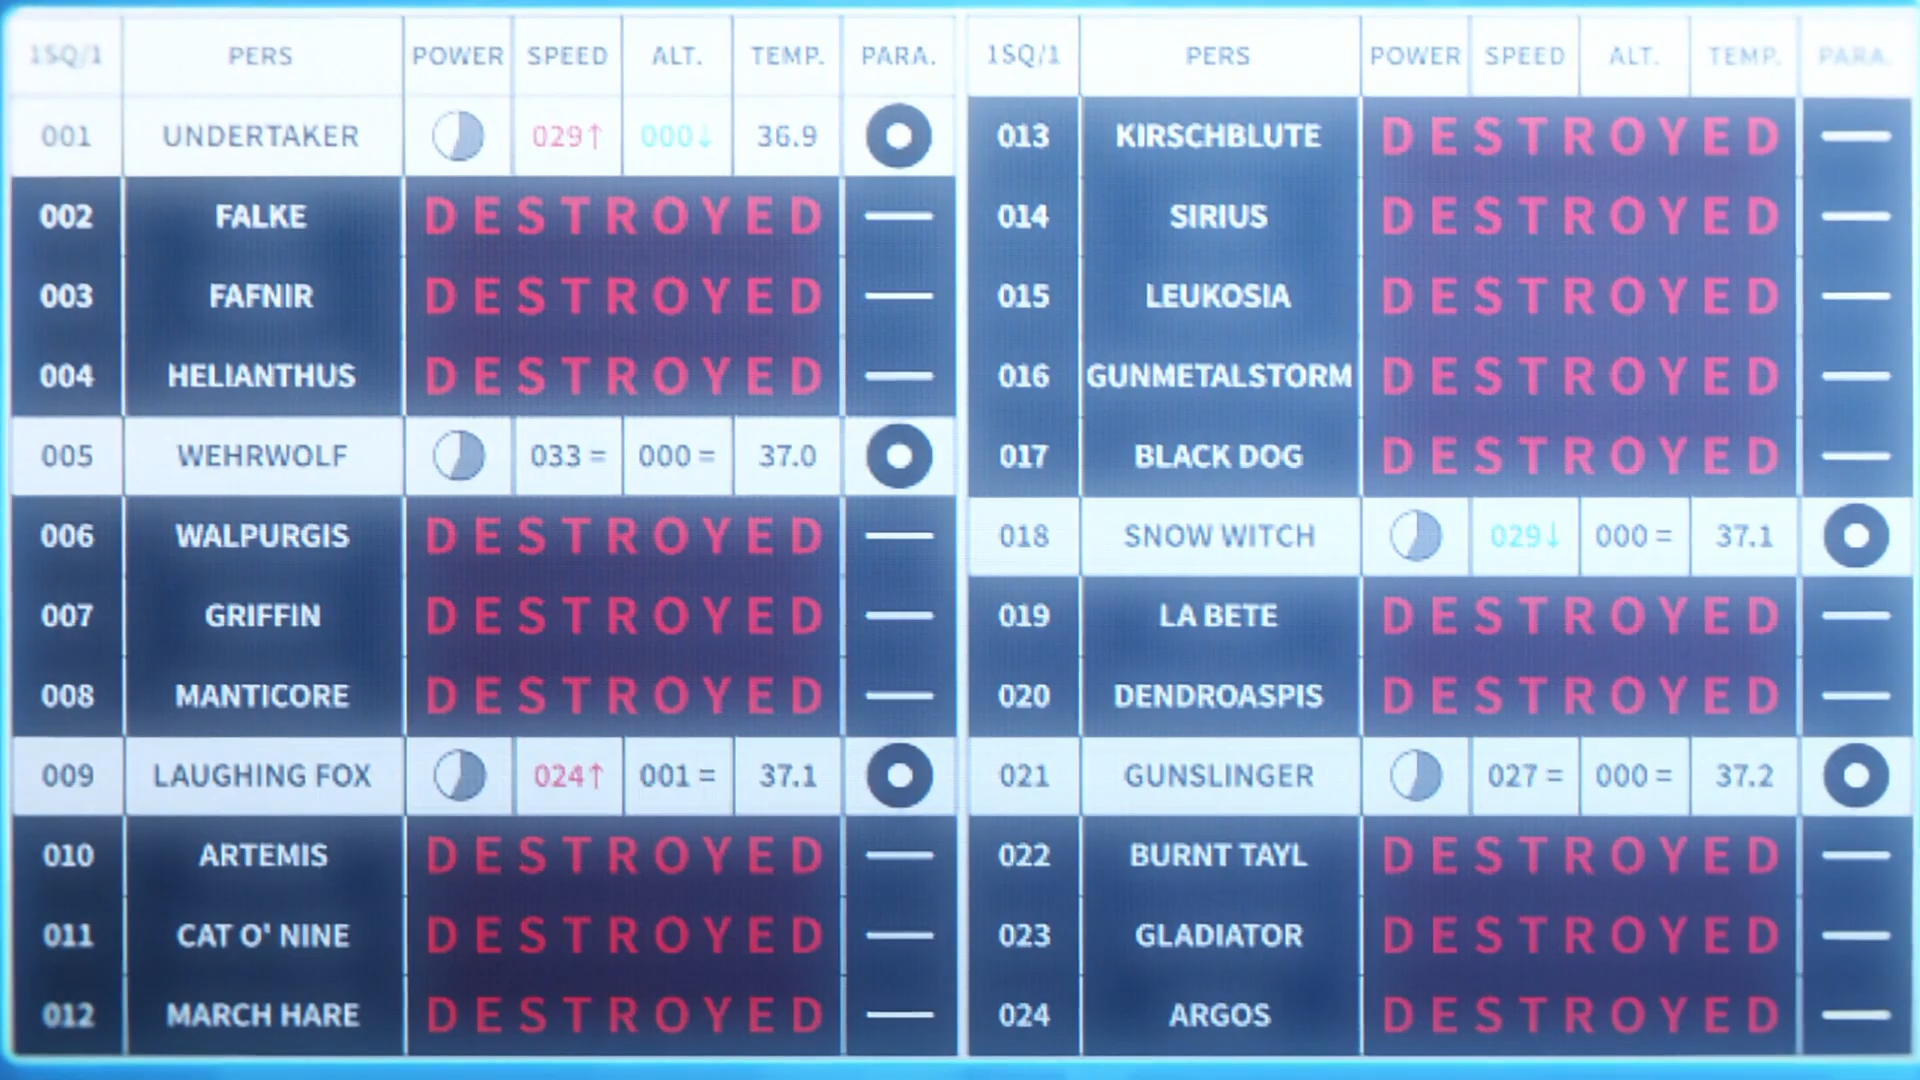 1SQ/1 PERS POWER SPEED ALT. TEMP. PARA.
001 UNDERTAKER 029↑ 000↓ 36.9
002 FALKE DESTROYED —
003 FAFNIR DESTROYED —
004 HELIANTHUS DESTROYED —
005 WEHRWOLF 033 = 000 = 37.0
006 WALPURGIS DESTROYED —
007 GRIFFIN DESTROYED —
008 MANTICORE DESTROYED —
009 LAUGHING FOX 024↑ 001 = 37.1
010 ARTEMIS DESTROYED —
011 CAT O' NINE DESTROYED —
012 MARCH HARE DESTROYED —
1SQ/1 PERS POWER SPEED ALT. TEMP. PARA.
013 KIRSCHBLUTE DESTROYED —
014 SIRIUS DESTROYED —
015 LEUKOSIA DESTROYED —
016 GUNMETALSTORM DESTROYED —
017 BLACK DOG DESTROYED —
018 SNOW WITCH 029↓ 000 = 37.1
019 LA BETE DESTROYED —
020 DENDROASPIS DESTROYED —
021 GUNSLINGER 027 = 000 = 37.2
022 BURNT TAYL DESTROYED —
023 GLADIATOR DESTROYED —
024 ARGOS DESTROYED —